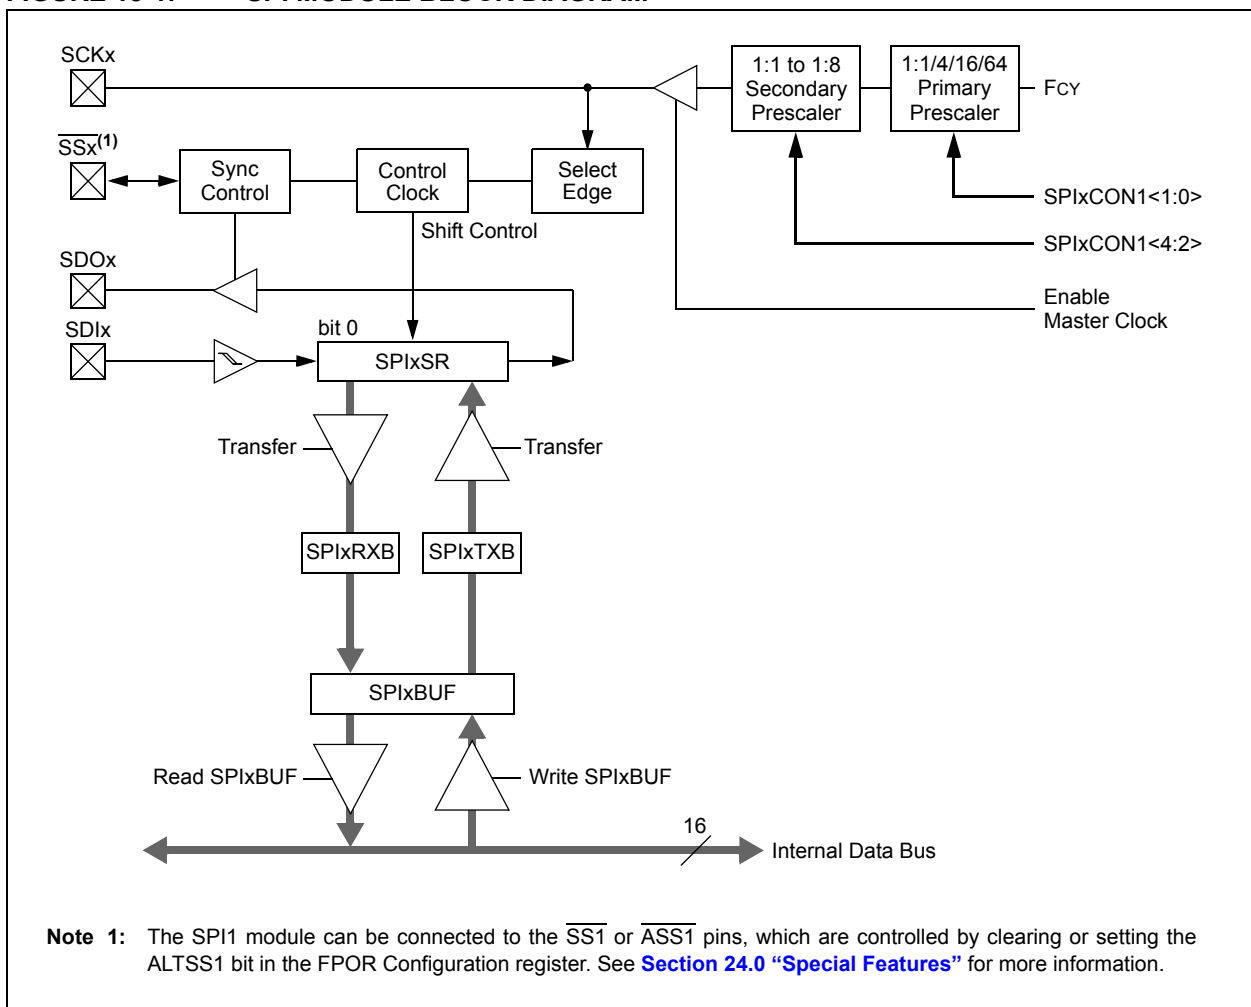 SCKx
1:1 to 1:8
Secondary
Prescaler
1:1/4/16/64
Primary
Prescaler
FCY
SSx(1)
Sync
Control
Control
Clock
Select
Edge
SPIxCON1<1:0>
Shift Control
SPIxCON1<4:2>
SDOx
Enable
Master Clock
SDIx
bit 0
SPIxSR
Transfer
Transfer
SPIxRXB
SPIxTXB
SPIxBUF
Read SPIxBUF
Write SPIxBUF
16
Internal Data Bus
Note 1: The SPI1 module can be connected to the SS1 or ASS1 pins, which are controlled by clearing or setting the
ALTSS1 bit in the FPOR Configuration register. See Section 24.0 “Special Features” for more information.